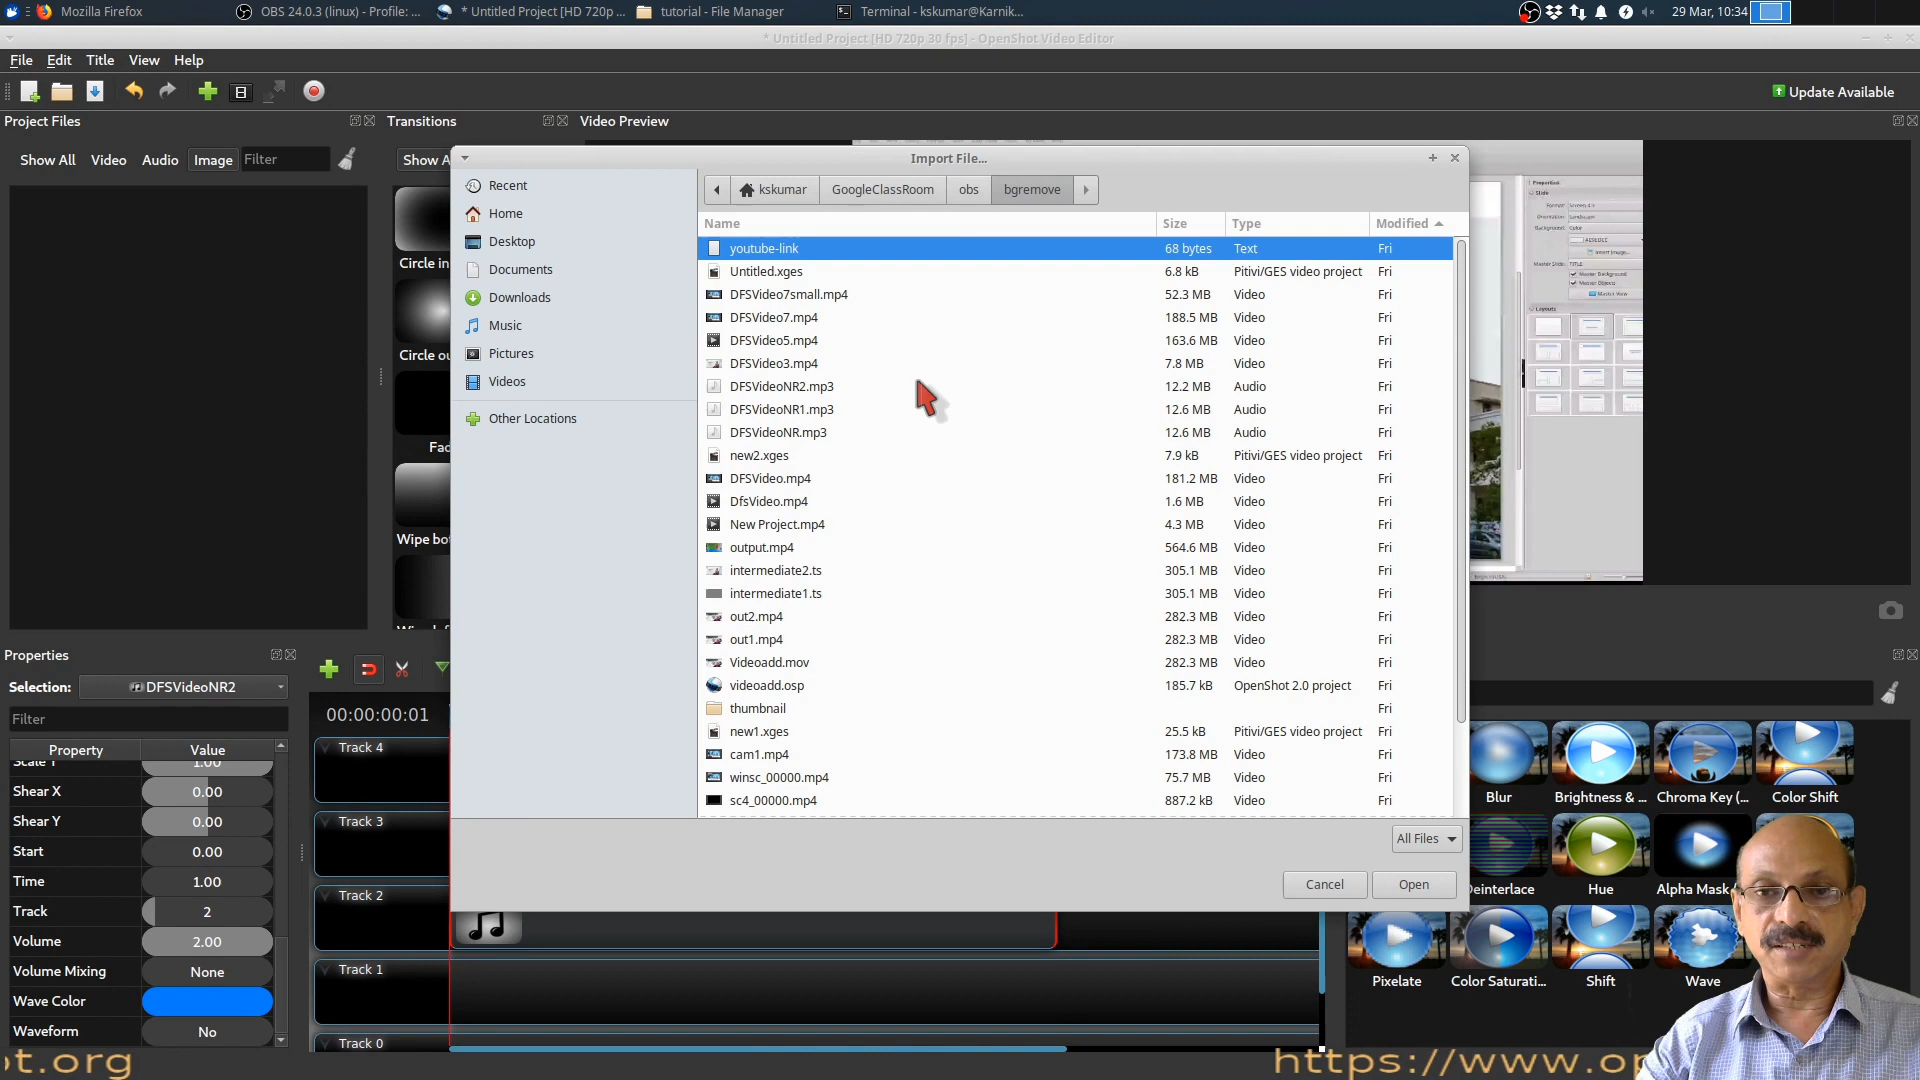 Mozilla Firefox
OBS 24.0.3 (linux) - Profile: ...
* Untitled Project [HD 720p ...
tutorial - File Manager
Terminal - kskumar@Karnik...
29 Mar, 10:34
* Untitled Project [HD 720p 30 fps] - OpenShot Video Editor
File Edit Title View Help
Update Available
Project Files
Transitions
Video Preview
Show All Video Audio Image Filter
Show A
Circle in
Circle ou
Fad
Wipe bo
Import File...
Recent
Home
Desktop
Documents
Downloads
Music
Pictures
Videos
Other Locations
kskumar GoogleClassRoom obs bgremove
Name Size Type Modified
youtube-link 68 bytes Text Fri
Untitled.xges 6.8 kB Pitivi/GES video project Fri
DFSVideo7small.mp4 52.3 MB Video Fri
DFSVideo7.mp4 188.5 MB Video Fri
DFSVideo5.mp4 163.6 MB Video Fri
DFSVideo3.mp4 7.8 MB Video Fri
DFSVideoNR2.mp3 12.2 MB Audio Fri
DFSVideoNR1.mp3 12.6 MB Audio Fri
DFSVideoNR.mp3 12.6 MB Audio Fri
new2.xges 7.9 kB Pitivi/GES video project Fri
DFSVideo.mp4 181.2 MB Video Fri
DfsVideo.mp4 1.6 MB Video Fri
New Project.mp4 4.3 MB Video Fri
output.mp4 564.6 MB Video Fri
intermediate2.ts 305.1 MB Video Fri
intermediate1.ts 305.1 MB Video Fri
out2.mp4 282.3 MB Video Fri
out1.mp4 282.3 MB Video Fri
Videoadd.mov 282.3 MB Video Fri
videoadd.osp 185.7 kB OpenShot 2.0 project Fri
thumbnail Fri
new1.xges 25.5 kB Pitivi/GES video project Fri
cam1.mp4 173.8 MB Video Fri
winsc_00000.mp4 75.7 MB Video Fri
sc4_00000.mp4 887.2 kB Video Fri
All Files
Cancel Open
Properties
Selection: DFSVideoNR2
Filter
Property Value
Scale Y 1.00
Shear X 0.00
Shear Y 0.00
Start 0.00
Time 1.00
Track 2
Volume 2.00
Volume Mixing None
Wave Color
Waveform No
00:00:00:01
Track 4
Track 3
Track 2
Track 1
Track 0
Blur Brightness & ... Chroma Key (... Color Shift
Deinterlace Hue Alpha Mask
Pixelate Color Saturati... Shift Wave
ot.org
https://www.op